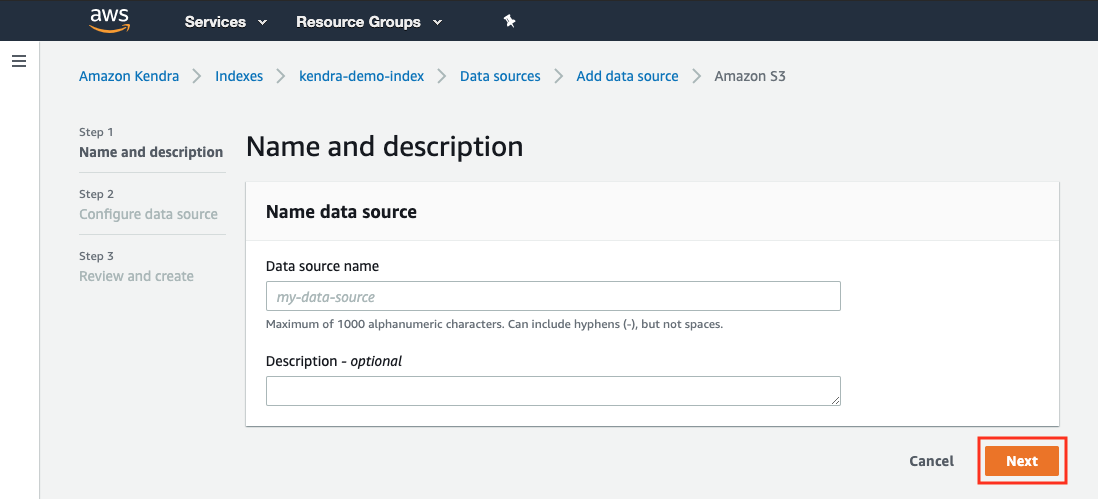 aws Services Resource Groups
Amazon Kendra Indexes kendra-demo-index Data sources Add data source Amazon S3
Step 1
Name and description
Step 2
Configure data source
Step 3
Review and create
Name and description
Name data source
Data source name
my-data-source
Maximum of 1000 alphanumeric characters. Can include hyphens (-), but not spaces.
Description - optional
Cancel Next